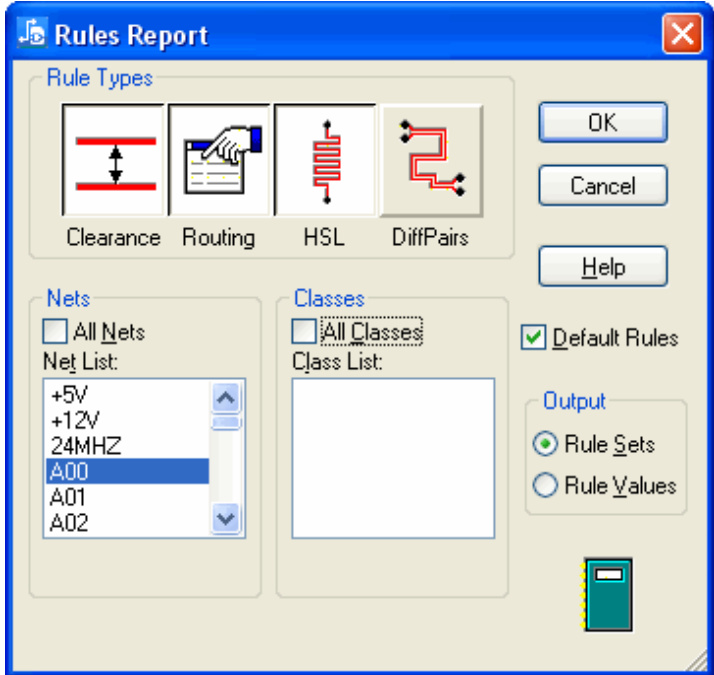 Rules Report
Rule Types
Clearance Routing HSL DiffPairs
OK
Cancel
Help
Nets
All Nets
Net List:
+5V
+12V
24MHZ
A00
A01
A02
Classes
All Classes
Class List:
Default Rules
Output
Rule Sets
Rule Values